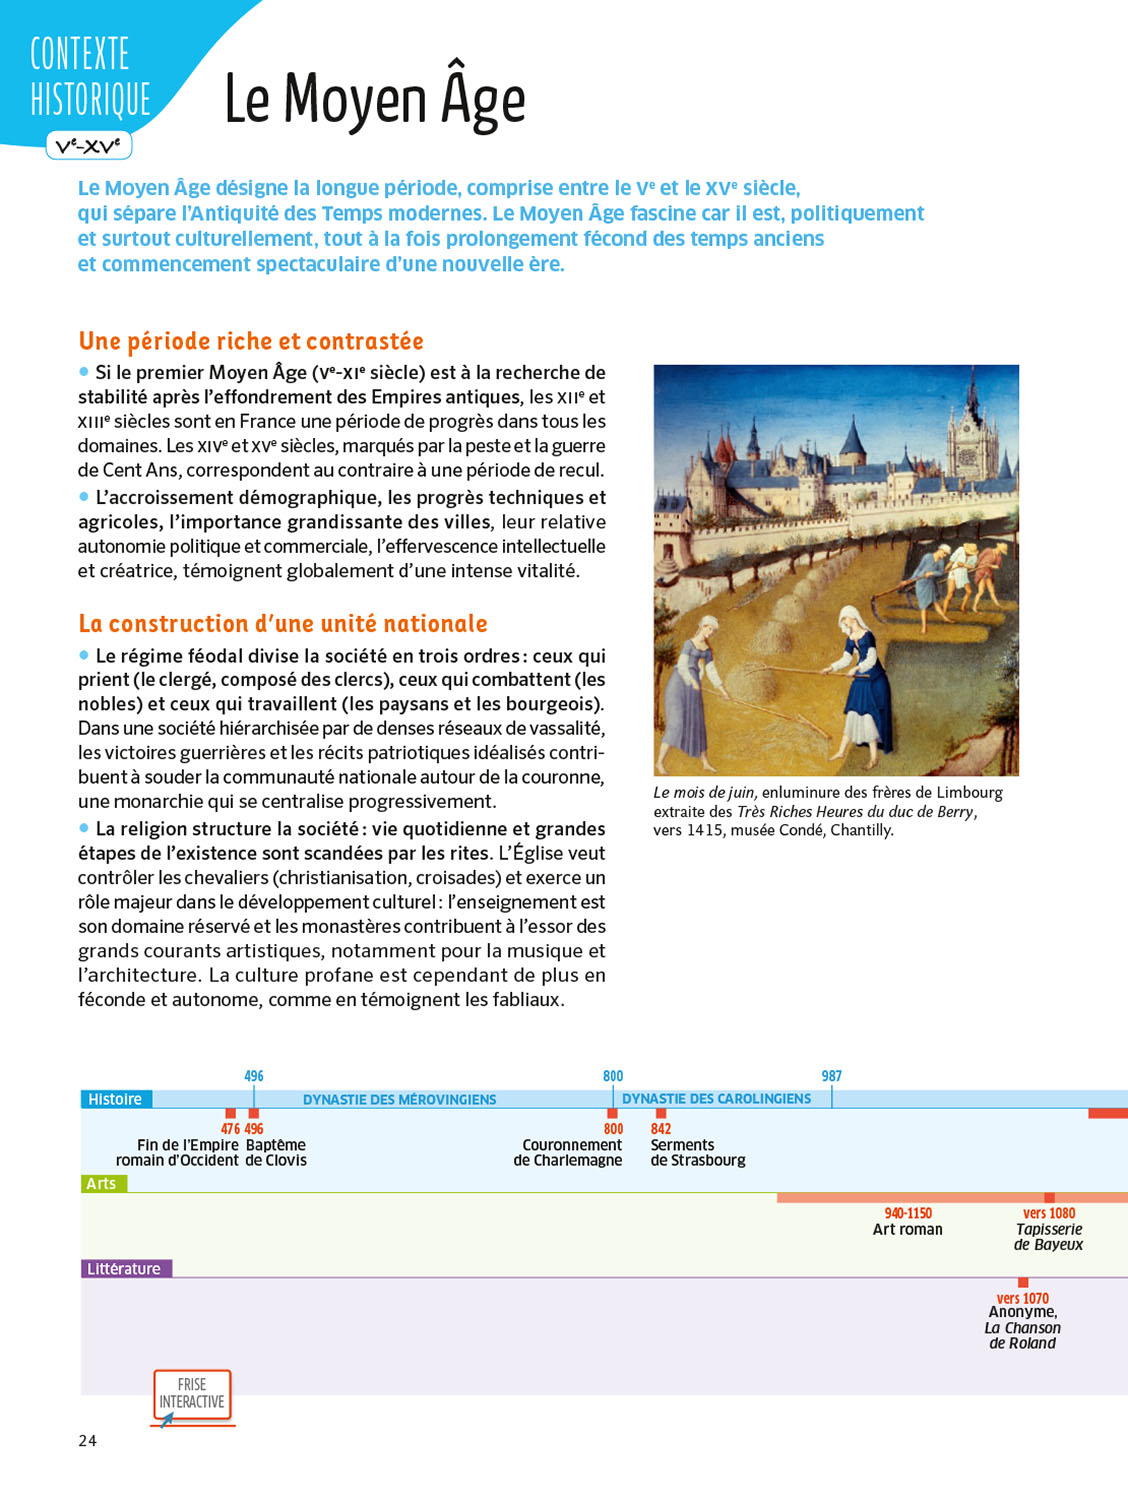 CONTEXTE
HISTORIQUE
Vᵉ-XVᵉ
Le Moyen Âge
Le Moyen Âge désigne la longue période, comprise entre le Vᵉ et le XVᵉ siècle,
qui sépare l’Antiquité des Temps modernes. Le Moyen Âge fascine car il est, politiquement
et surtout culturellement, tout à la fois prolongement fécond des temps anciens
et commencement spectaculaire d’une nouvelle ère.
Une période riche et contrastée
• Si le premier Moyen Âge (Vᵉ-XIᵉ siècle) est à la recherche de
stabilité après l’effondrement des Empires antiques, les XIIᵉ et
XIIIᵉ siècles sont en France une période de progrès dans tous les
domaines. Les XIVᵉ et XVᵉ siècles, marqués par la peste et la guerre
de Cent Ans, correspondent au contraire à une période de recul.
• L’accroissement démographique, les progrès techniques et
agricoles, l’importance grandissante des villes, leur relative
autonomie politique et commerciale, l’effervescence intellectuelle
et créatrice, témoignent globalement d’une intense vitalité.
La construction d’une unité nationale
• Le régime féodal divise la société en trois ordres : ceux qui
prient (le clergé, composé des clercs), ceux qui combattent (les
nobles) et ceux qui travaillent (les paysans et les bourgeois).
Dans une société hiérarchisée par de denses réseaux de vassalité,
les victoires guerrières et les récits patriotiques idéalisés contri-
buent à souder la communauté nationale autour de la couronne,
une monarchie qui se centralise progressivement.
• La religion structure la société : vie quotidienne et grandes
étapes de l’existence sont scandées par les rites. L’Église veut
contrôler les chevaliers (christianisation, croisades) et exerce un
rôle majeur dans le développement culturel : l’enseignement est
son domaine réservé et les monastères contribuent à l’essor des
grands courants artistiques, notamment pour la musique et
l’architecture. La culture profane est cependant de plus en
féconde et autonome, comme en témoignent les fabliaux.
Le mois de juin, enluminure des frères de Limbourg
extraite des Très Riches Heures du duc de Berry,
vers 1415, musée Condé, Chantilly.
496 800 987
Histoire DYNASTIE DES MÉROVINGIENS DYNASTIE DES CAROLINGIENS
476 496 800 842
Fin de l’Empire Baptême Couronnement Serments
romain d’Occident de Clovis de Charlemagne de Strasbourg
Arts
940-1150 vers 1080
Art roman Tapisserie
de Bayeux
Littérature
vers 1070
Anonyme,
La Chanson
de Roland
FRISE
INTERACTIVE
24